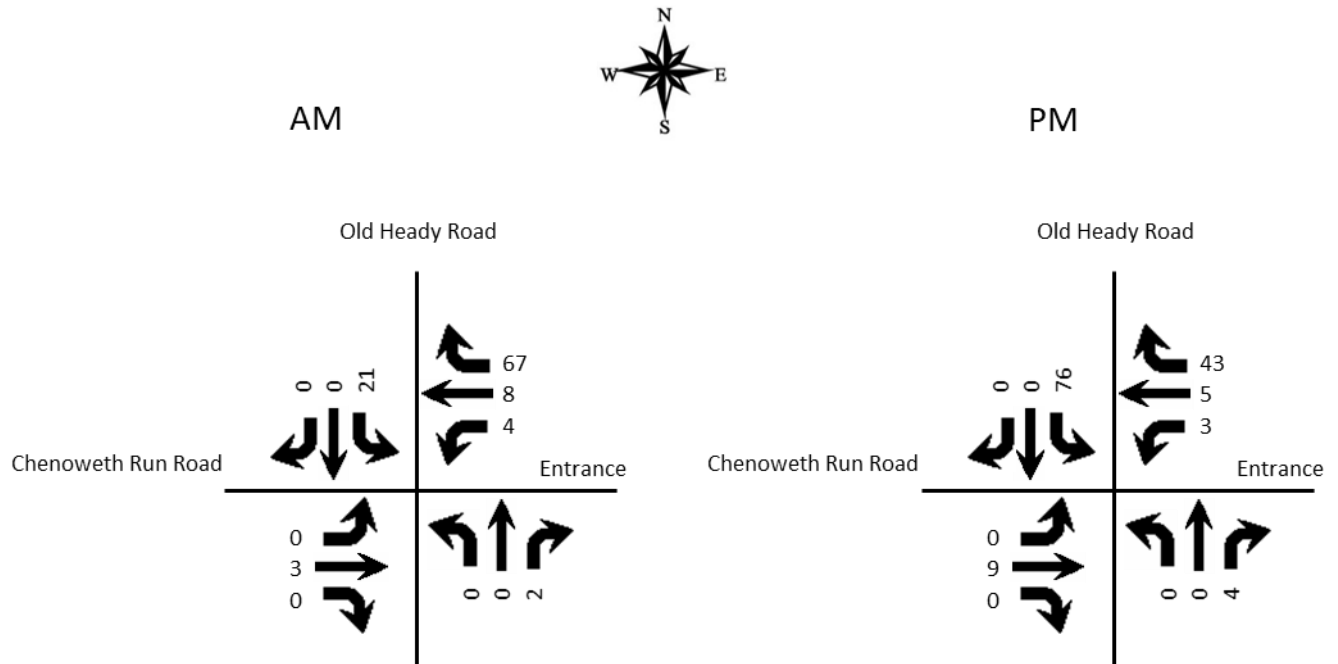 N
W E
S
AM PM
Old Heady Road Old Heady Road
67 43
0 0 21 8 0 0 76 5
4 3
Chenoweth Run Road Entrance Chenoweth Run Road Entrance
0 0
3 9
0 0 0 2 0 0 0 4